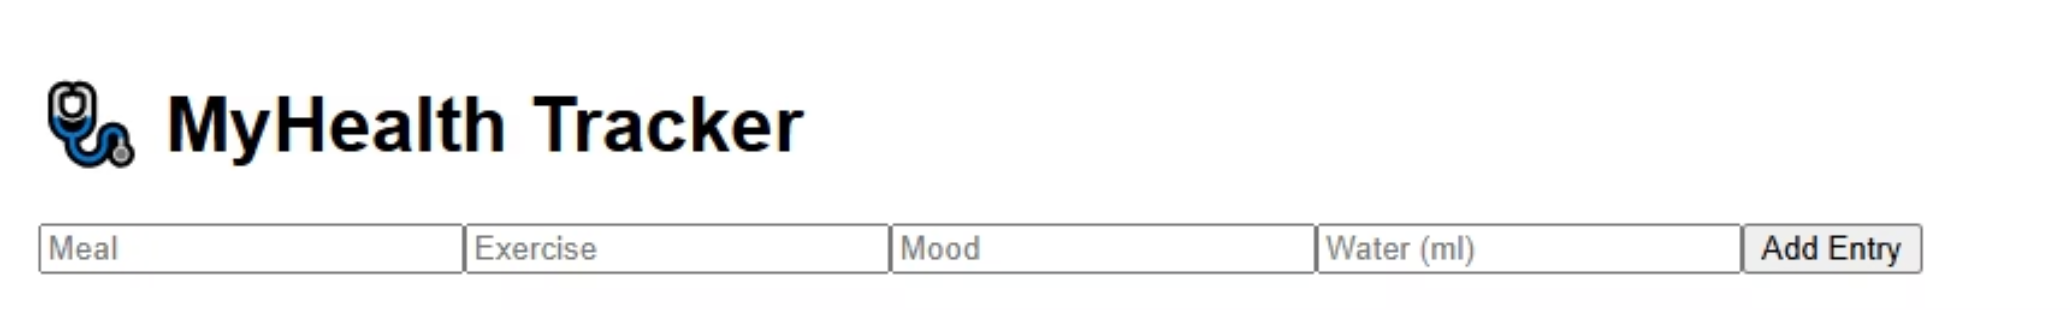 MyHealth Tracker
Meal Exercise Mood Water (ml) Add Entry